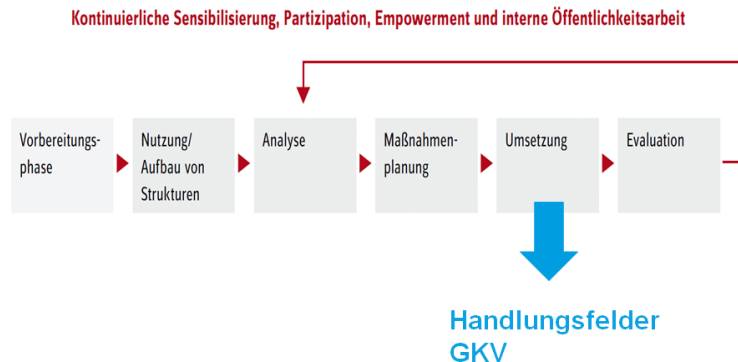 Kontinuierliche Sensibilisierung, Partizipation, Empowerment und interne Öffentlichkeitsarbeit
Vorbereitungs-
phase
Nutzung/
Aufbau von
Strukturen
Analyse
Maßnahmen-
planung
Umsetzung
Evaluation
Handlungsfelder
GKV